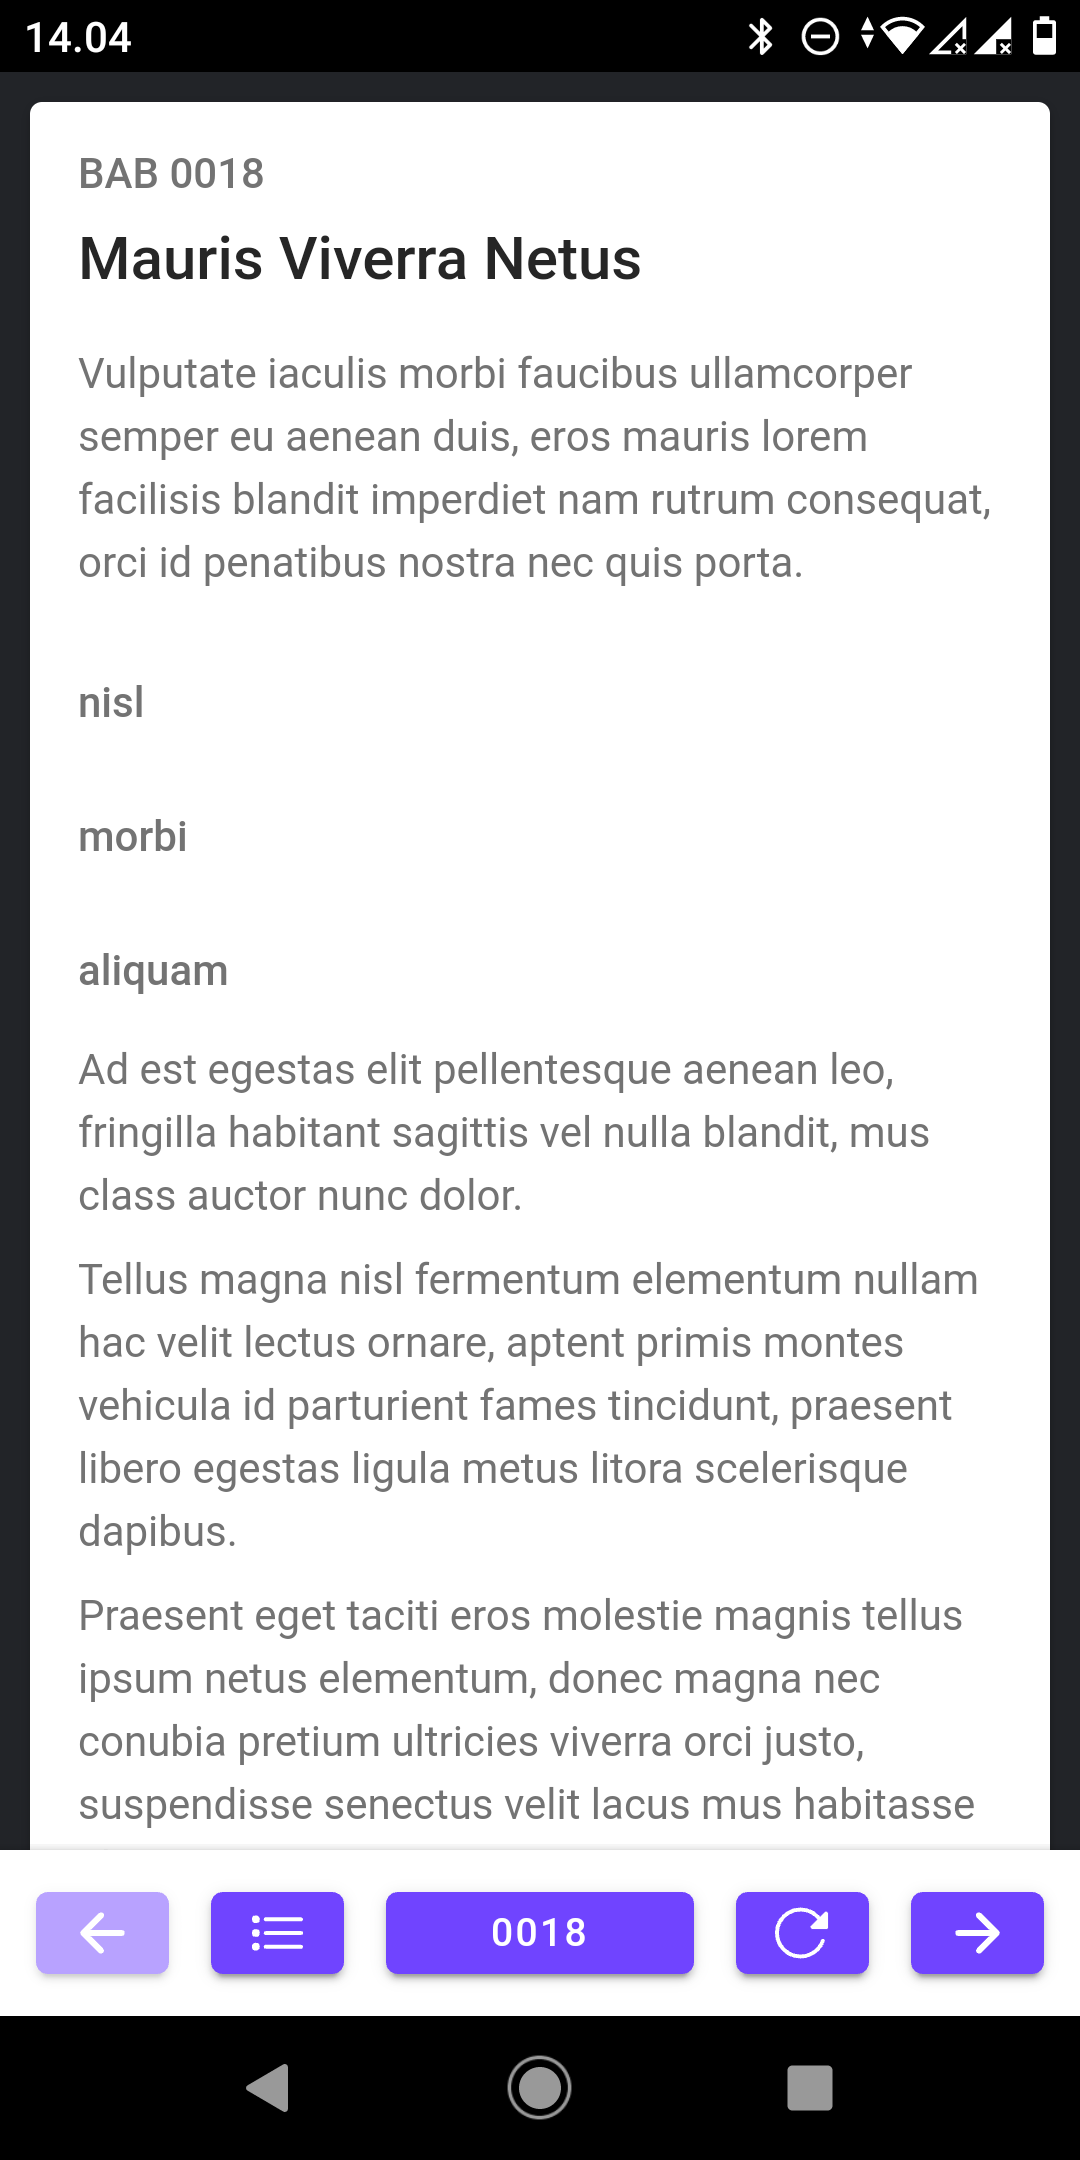 14.04
BAB 0018
Mauris Viverra Netus
Vulputate iaculis morbi faucibus ullamcorper
semper eu aenean duis, eros mauris lorem
facilisis blandit imperdiet nam rutrum consequat,
orci id penatibus nostra nec quis porta.
nisl
morbi
aliquam
Ad est egestas elit pellentesque aenean leo,
fringilla habitant sagittis vel nulla blandit, mus
class auctor nunc dolor.
Tellus magna nisl fermentum elementum nullam
hac velit lectus ornare, aptent primis montes
vehicula id parturient fames tincidunt, praesent
libero egestas ligula metus litora scelerisque
dapibus.
Praesent eget taciti eros molestie magnis tellus
ipsum netus elementum, donec magna nec
conubia pretium ultricies viverra orci justo,
suspendisse senectus velit lacus mus habitasse
0018